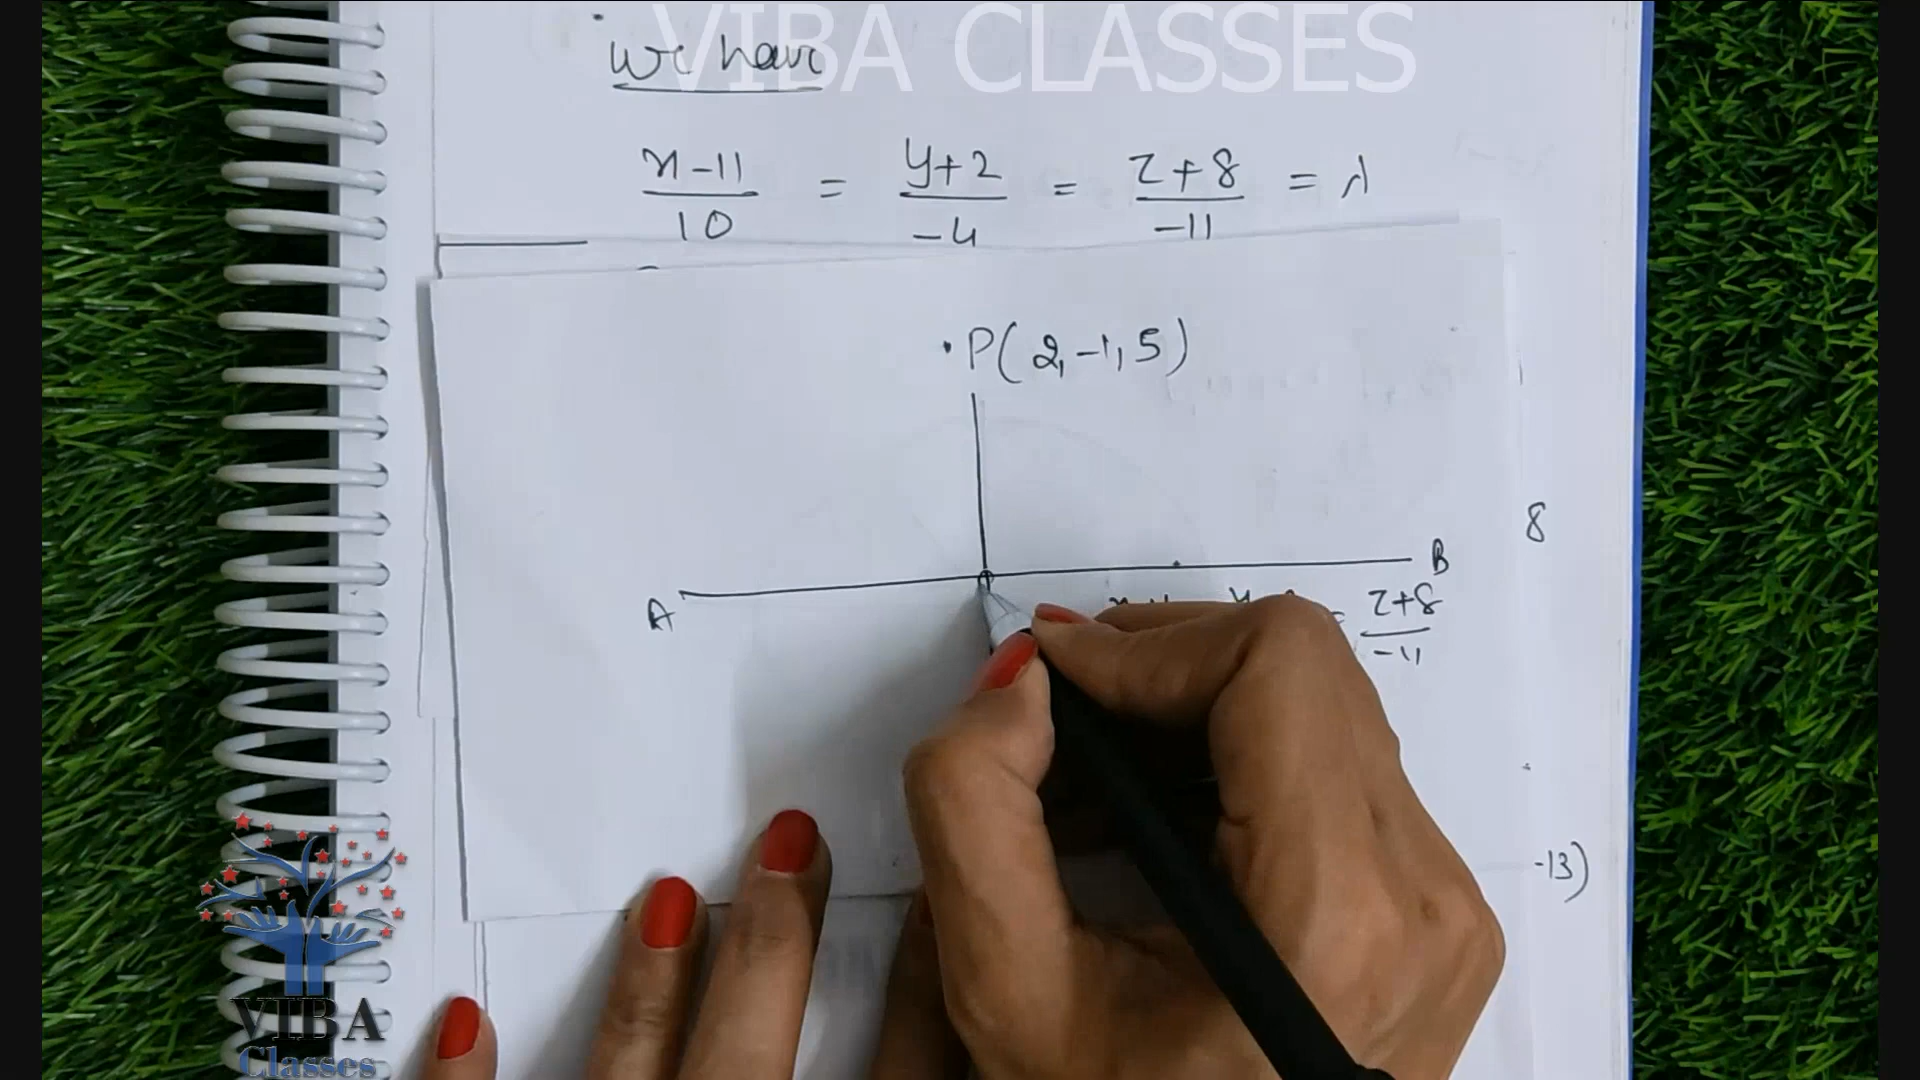 VIBA CLASSES
We have
x-11 / 10 = y+2 / -4 = z+8 / -11 = λ
• P( 2, -1, 5)
8
B
A
= z+8 / -11
-13)
VIBA
Classes